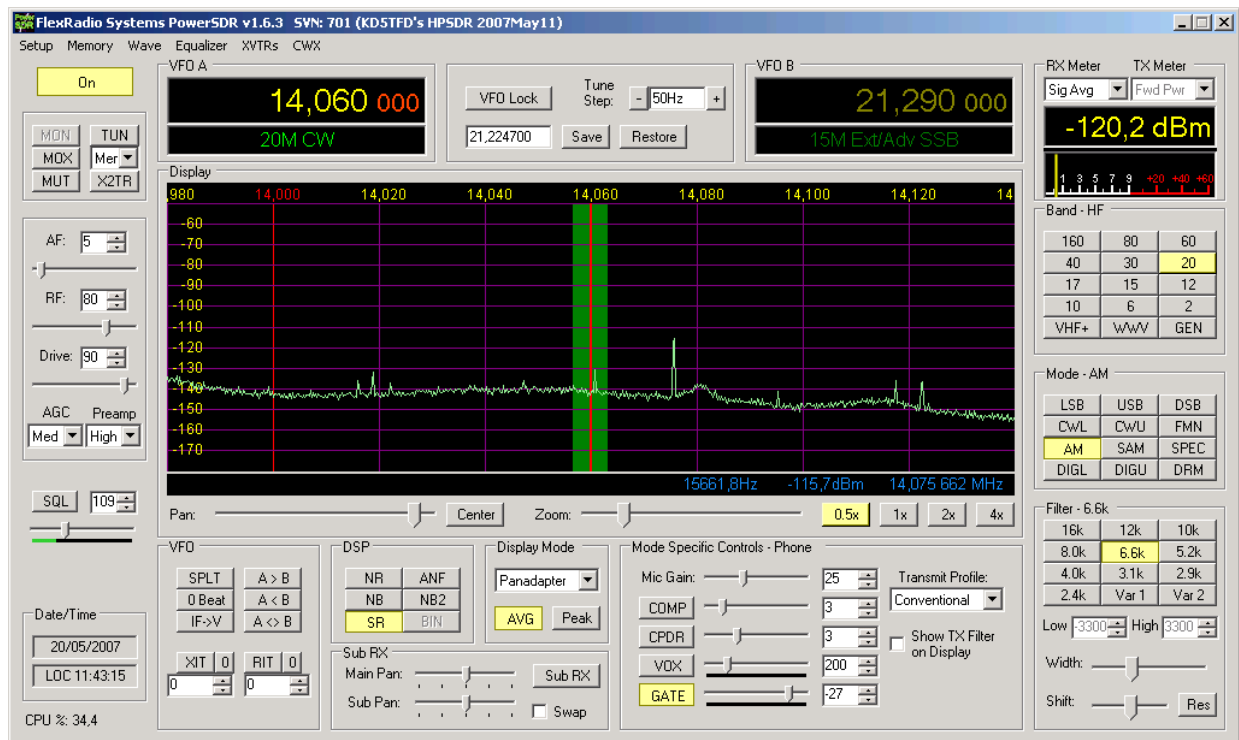 FlexRadio Systems PowerSDR v1.6.3 SVN: 701 (KD5TFD's HPSDR 2007May11)
Setup Memory Wave Equalizer XVTRs CWX
On
MON TUN
MOX Mer
MUT X2TR
AF: 5
RF: 80
Drive: 90
AGC Preamp
Med High
SQL 109
Date/Time
20/05/2007
LOC 11:43:15
CPU %: 34,4
VFO A
14,060 000
20M CW
VFO Lock
Tune Step: - 50Hz +
21,224700 Save Restore
VFO B
21,290 000
15M Ext/Adv SSB
Display
,980 14,000 14,020 14,040 14,060 14,080 14,100 14,120 14
-60
-70
-80
-90
-100
-110
-120
-130
-140
-150
-160
-170
15661,8Hz -115,7dBm 14,075 662 MHz
Pan: Center Zoom: 0.5x 1x 2x 4x
VFO
SPLT A > B
0 Beat A < B
IF->V A <> B
XIT 0 RIT 0
0 0
DSP
NR ANF
NB NB2
SR BIN
Display Mode
Panadapter
AVG Peak
Sub RX
Main Pan: Sub RX
Sub Pan: Swap
Mode Specific Controls - Phone
Mic Gain: 25
COMP 3
CPDR 3
VOX 200
GATE -27
Transmit Profile:
Conventional
Show TX Filter
on Display
RX Meter TX Meter
Sig Avg Fwd Pwr
-120,2 dBm
1 3 5 7 9 +20 +40 +60
Band - HF
160 80 60
40 30 20
17 15 12
10 6 2
VHF+ WWV GEN
Mode - AM
LSB USB DSB
CWL CWU FMN
AM SAM SPEC
DIGL DIGU DRM
Filter - 6.6k
16k 12k 10k
8.0k 6.6k 5.2k
4.0k 3.1k 2.9k
2.4k Var 1 Var 2
Low -3300 High 3300
Width:
Shift: Res